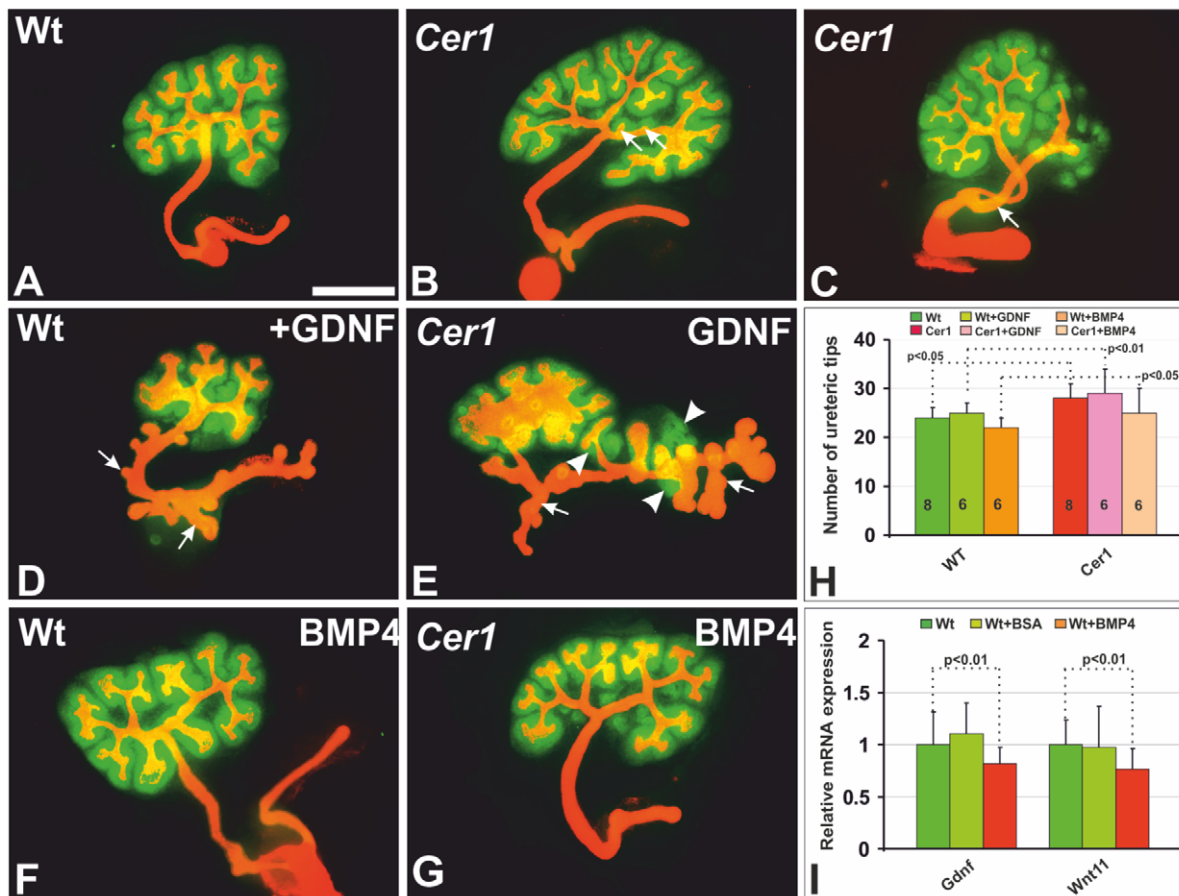 Wt
A
Cer1
B
Cer1
C
Wt +GDNF
D
Cer1 GDNF
E
Wt Wt+GDNF Wt+BMP4
Cer1 Cer1+GDNF Cer1+BMP4
Number of ureteric tips
40
30
20
10
0
p<0.05
p<0.01
p<0.05
8 6 6 8 6 6
WT Cer1
H
Wt BMP4
F
Cer1 BMP4
G
Wt Wt+BSA Wt+BMP4
Relative mRNA expression
2
1.5
1
0.5
0
p<0.01 p<0.01
Gdnf Wnt11
I